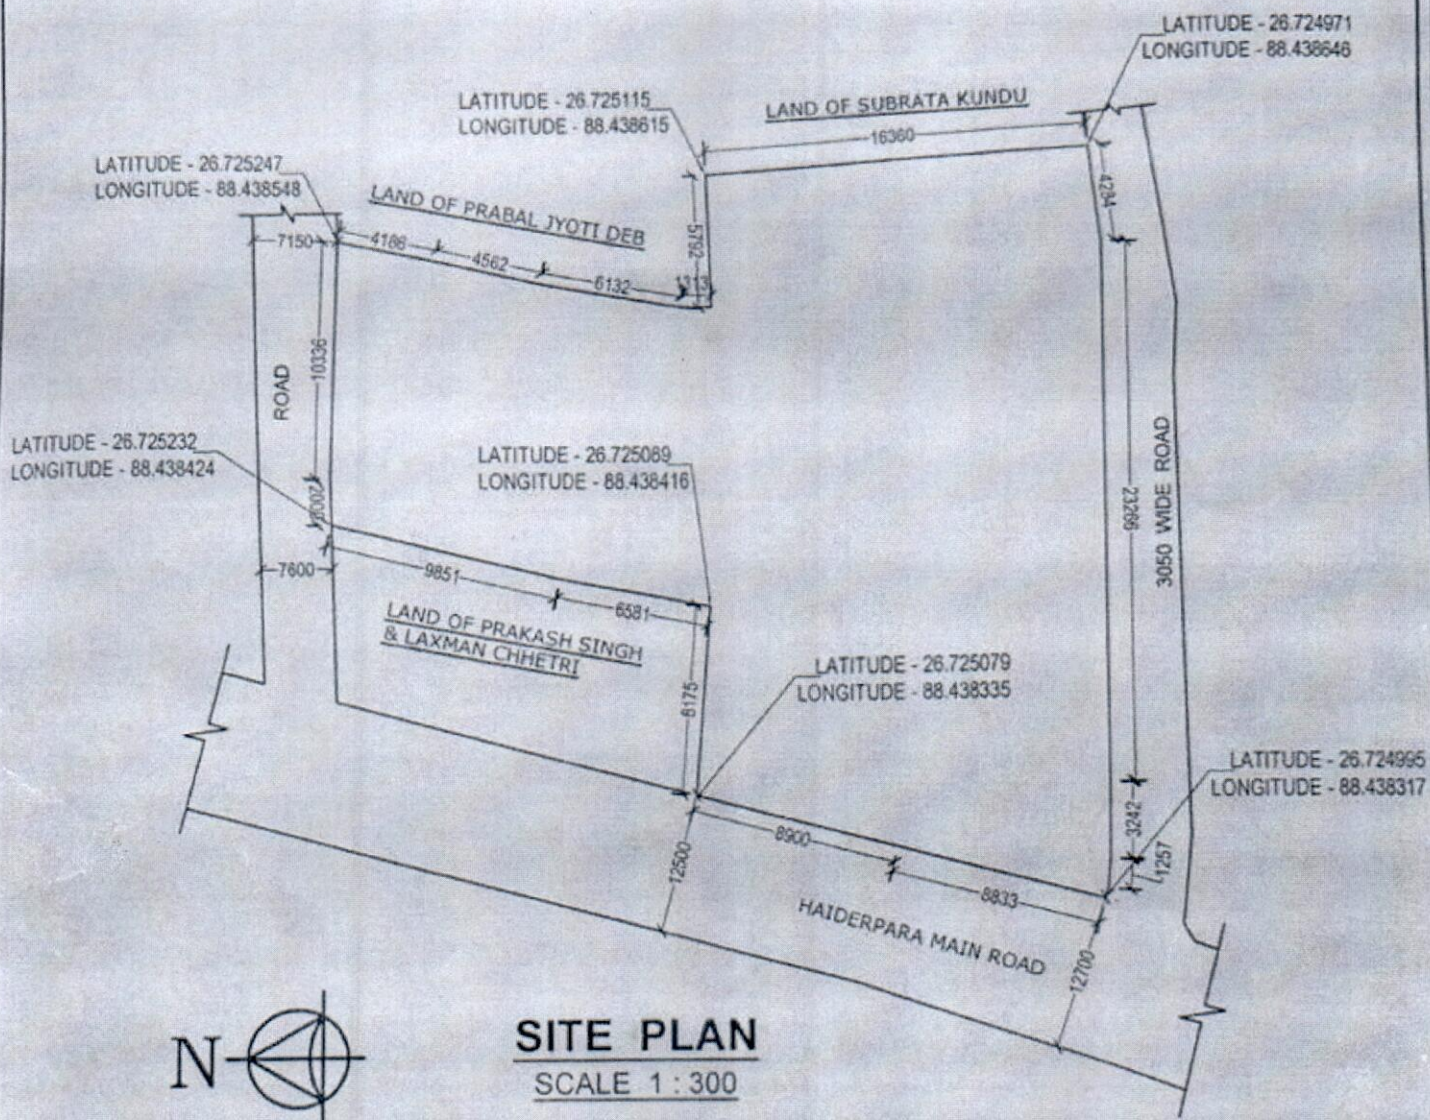 LATITUDE - 26.724971
LONGITUDE - 88.438646
LATITUDE - 26.725115
LONGITUDE - 88.438615
LAND OF SUBRATA KUNDU
16360
LATITUDE - 26.725247
LONGITUDE - 88.438548
LAND OF PRABAL JYOTI DEB
4284
5792
7150
4186
4562
6132
1313
10336
ROAD
LATITUDE - 26.725232
LONGITUDE - 88.438424
LATITUDE - 26.725089
LONGITUDE - 88.438416
3050 WIDE ROAD
23266
7600
9851
6581
LAND OF PRAKASH SINGH
& LAXMAN CHHETRI
8175
LATITUDE - 26.725079
LONGITUDE - 88.438335
LATITUDE - 26.724995
LONGITUDE - 88.438317
3242
1257
8900
8833
12500
HAIDERPARA MAIN ROAD
12700
N
SITE PLAN
SCALE 1 : 300